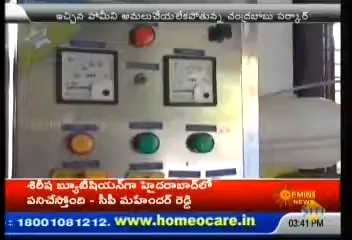 ఇచ్చిన హామీని అమలుచేయలేకపోతున్న చంద్రబాబు సర్కార్
శిరీష బ్యూటీషియన్‌గా హైదరాబాద్‌లో
పనిచేస్తోంది - సీపీ మహేందర్ రెడ్డి
GEMINI
NEWS
18001081212. www.homeocare.in
03:41 PM